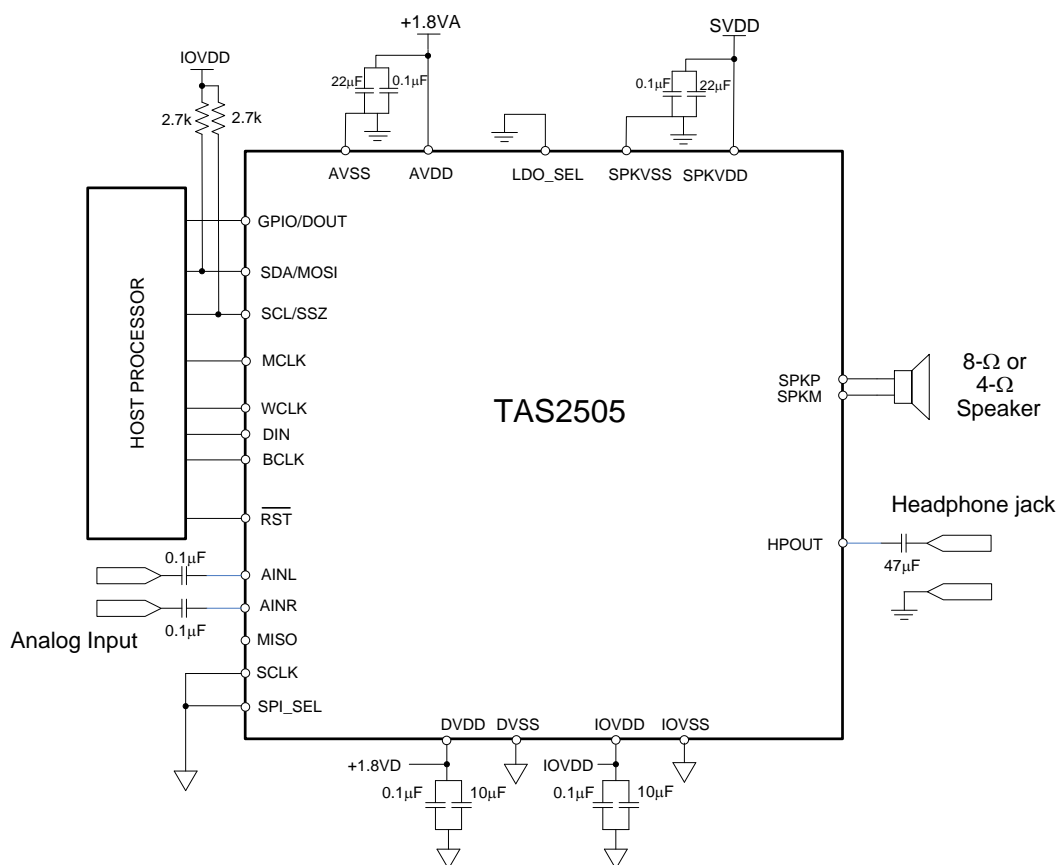 +1.8VA
SVDD
IOVDD
22µF
0.1µF
0.1µF
22µF
2.7k
2.7k
AVSS
AVDD
LDO_SEL
SPKVSS
SPKVDD
HOST PROCESSOR
GPIO/DOUT
SDA/MOSI
SCL/SSZ
MCLK
WCLK
DIN
BCLK
RST
TAS2505
SPKP
SPKM
8-Ω or
4-Ω
Speaker
Headphone jack
HPOUT
47µF
0.1µF
AINL
AINR
0.1µF
Analog Input
MISO
SCLK
SPI_SEL
DVDD
DVSS
IOVDD
IOVSS
+1.8VD
IOVDD
0.1µF
10µF
0.1µF
10µF